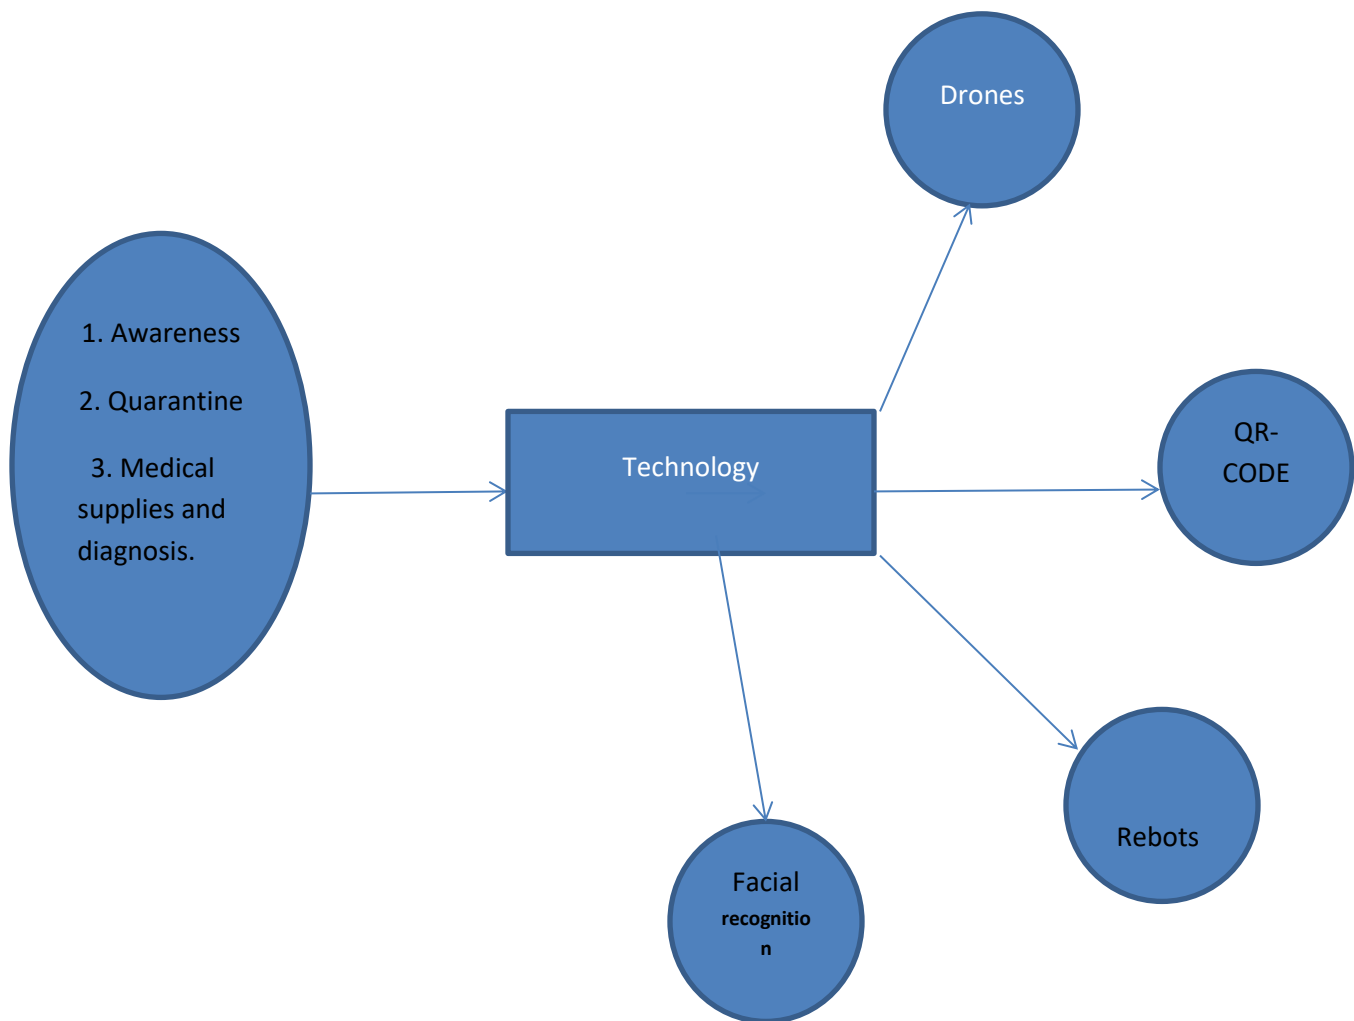 Drones
1. Awareness
2. Quarantine
3. Medical
supplies and
diagnosis.
Technology
QR-
CODE
Rebots
Facial
recognitio
n